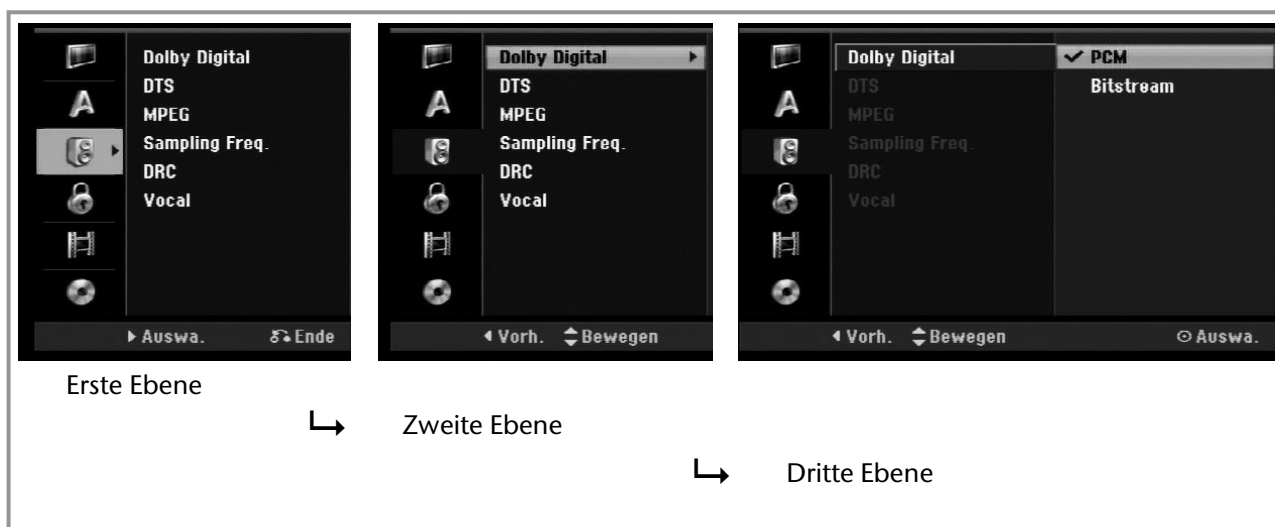 Dolby Digital
DTS
MPEG
Sampling Freq.
DRC
Vocal
Auswa. Ende
Dolby Digital
DTS
MPEG
Sampling Freq.
DRC
Vocal
Vorh. Bewegen
Dolby Digital
DTS
MPEG
Sampling Freq.
DRC
Vocal
PCM
Bitstream
Vorh. Bewegen Auswa.
Erste Ebene
Zweite Ebene
Dritte Ebene